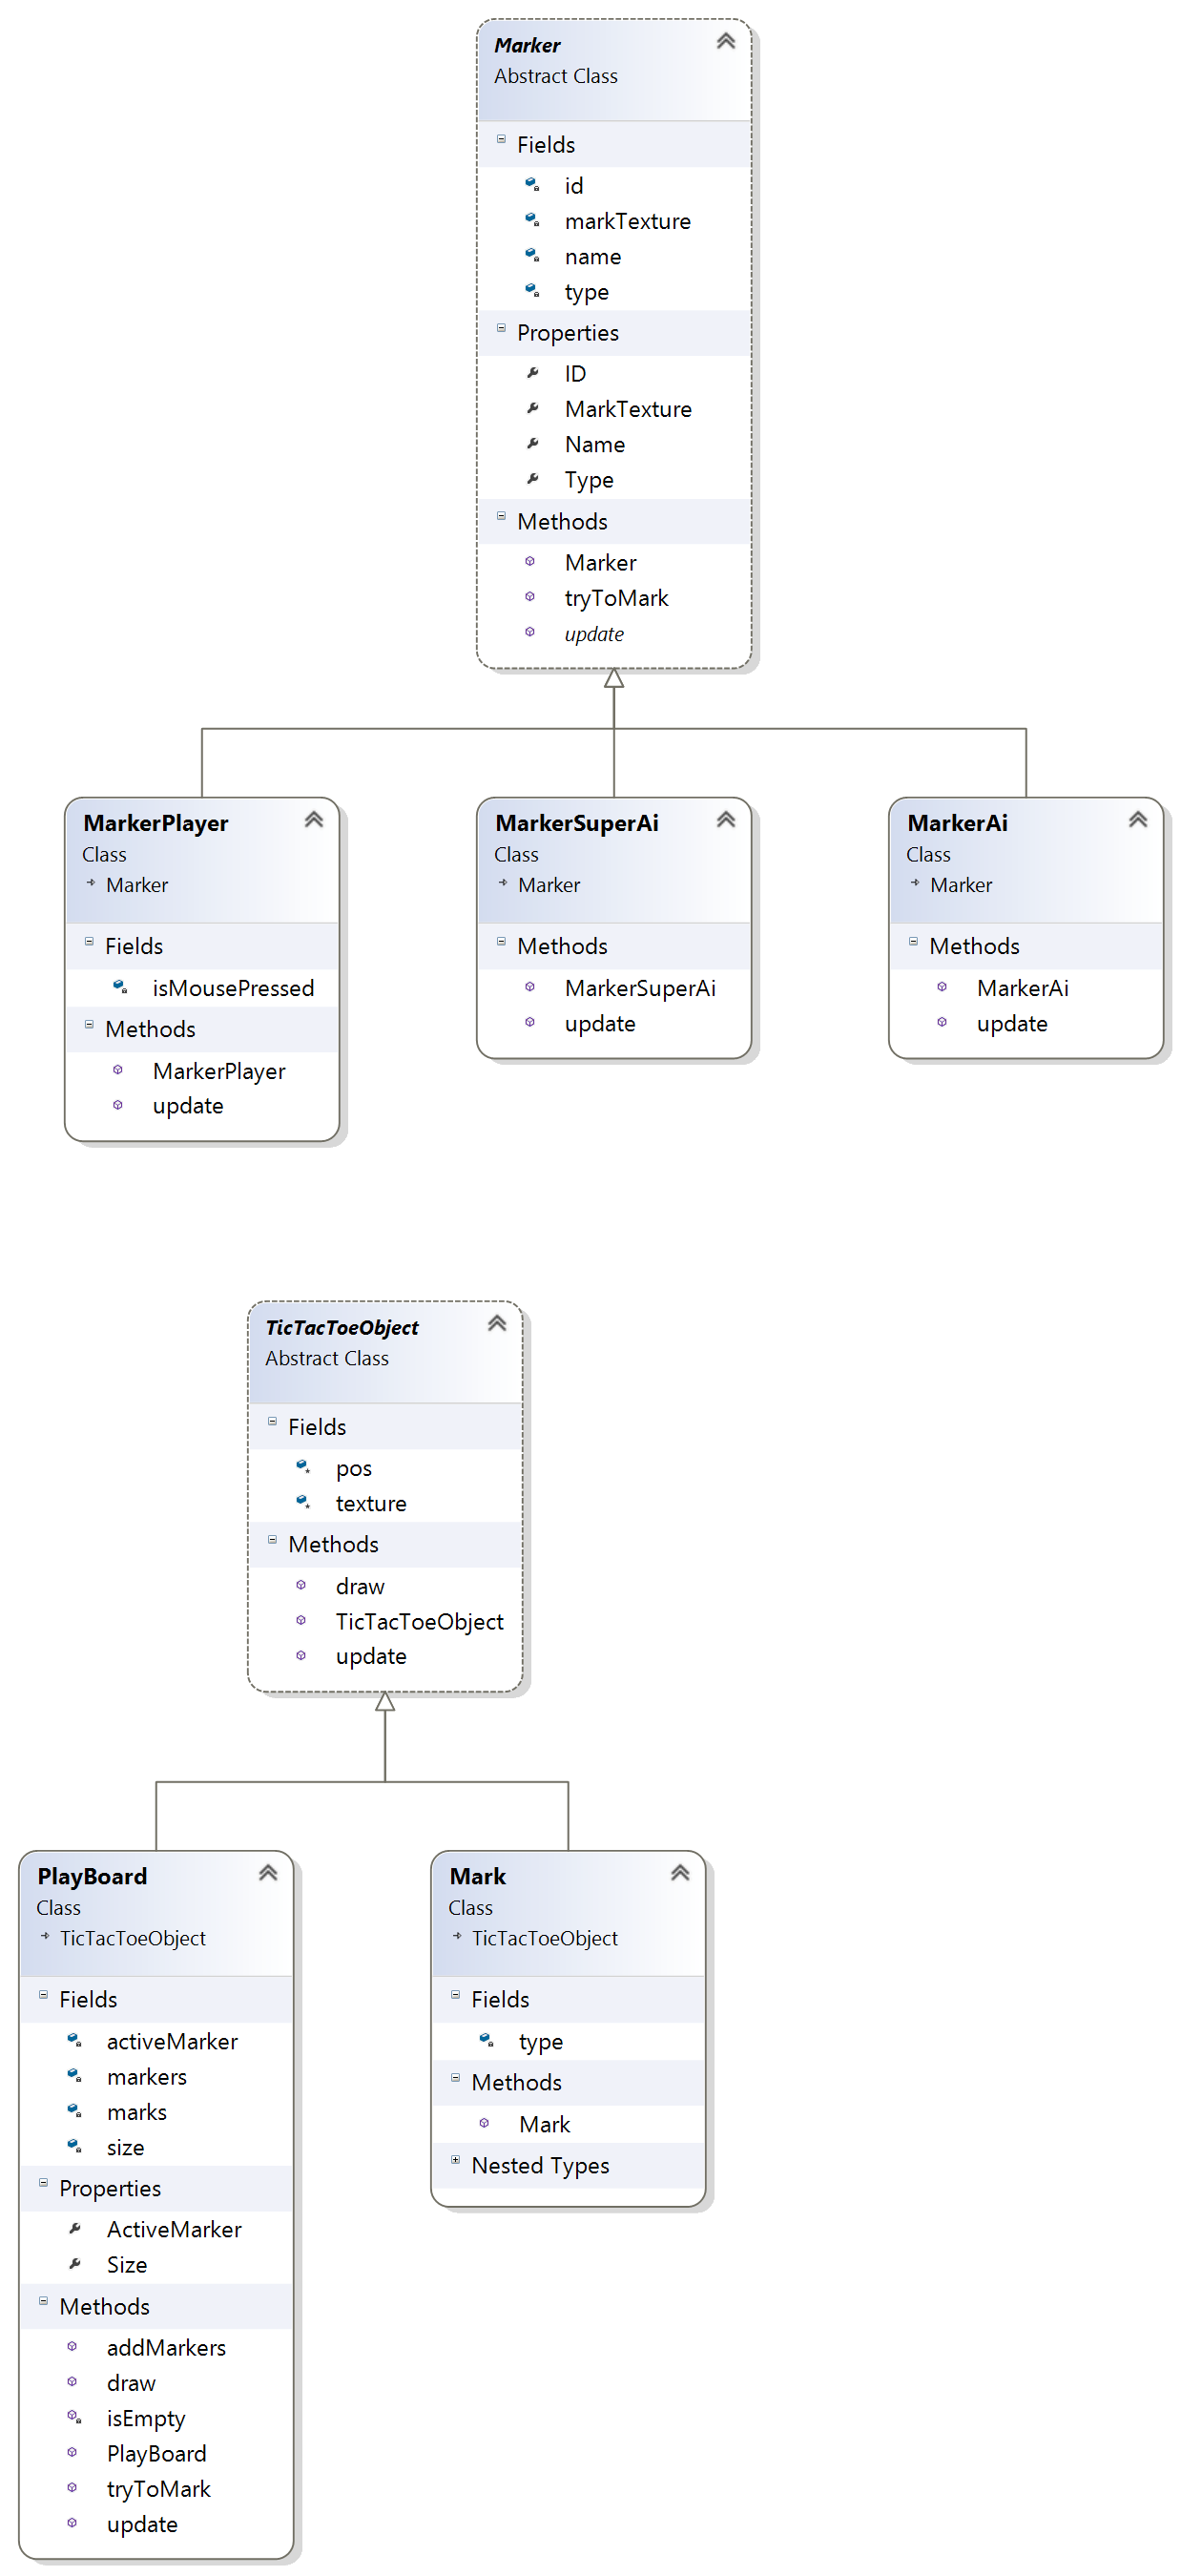 Marker
Abstract Class
Fields
id
markTexture
name
type
Properties
ID
MarkTexture
Name
Type
Methods
Marker
tryToMark
update
MarkerPlayer
Class
Marker
Fields
isMousePressed
Methods
MarkerPlayer
update
MarkerSuperAi
Class
Marker
Methods
MarkerSuperAi
update
MarkerAi
Class
Marker
Methods
MarkerAi
update
TicTacToeObject
Abstract Class
Fields
pos
texture
Methods
draw
TicTacToeObject
update
PlayBoard
Class
TicTacToeObject
Fields
activeMarker
markers
marks
size
Properties
ActiveMarker
Size
Methods
addMarkers
draw
isEmpty
PlayBoard
tryToMark
update
Mark
Class
TicTacToeObject
Fields
type
Methods
Mark
Nested Types